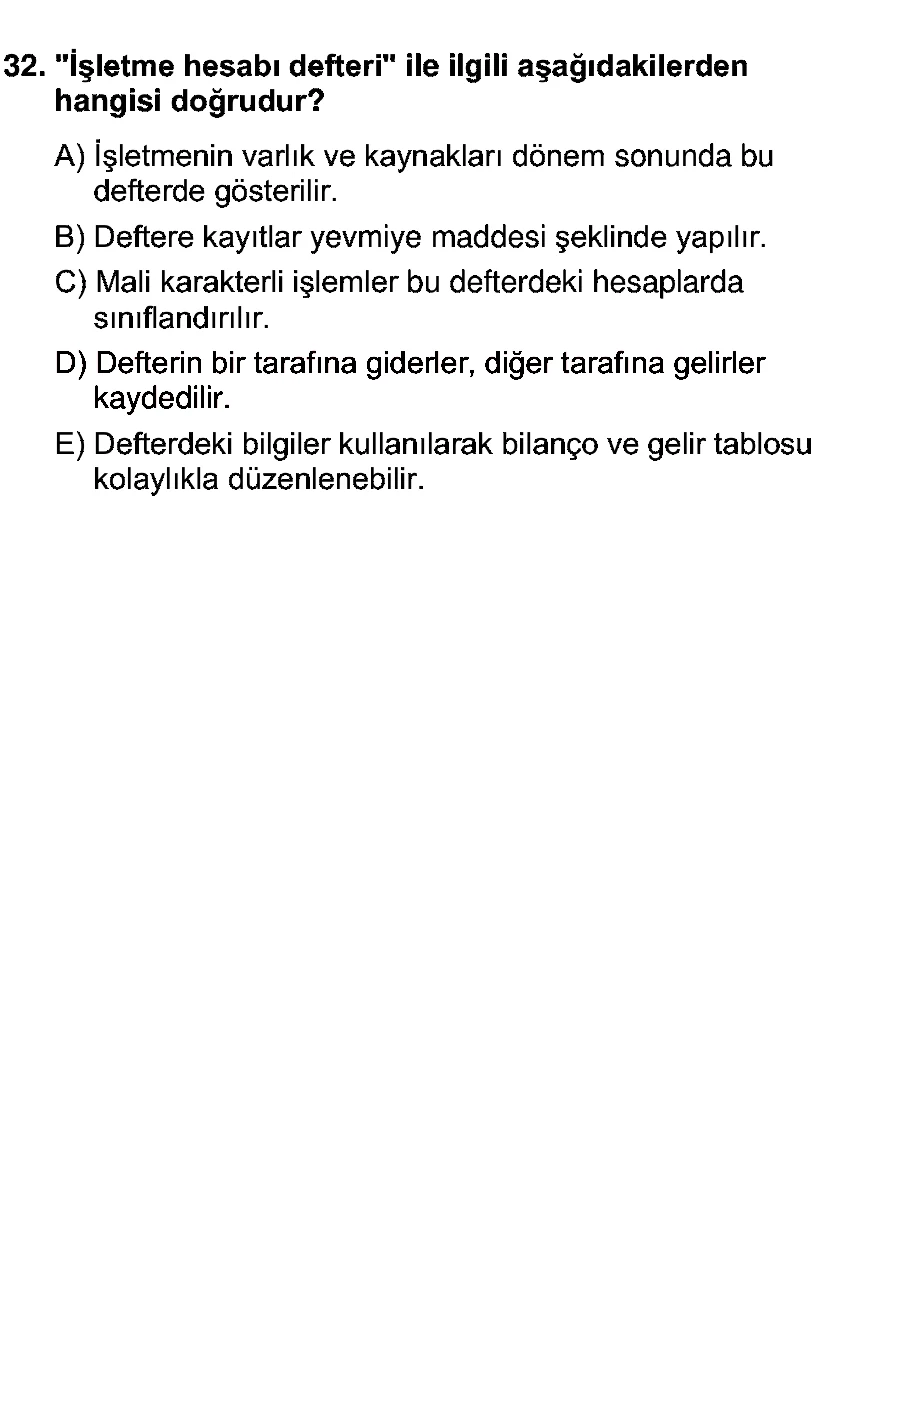 32. "İşletme hesabı defteri" ile ilgili aşağıdakilerden
hangisi doğrudur?
A) İşletmenin varlık ve kaynakları dönem sonunda bu
defterde gösterilir.
B) Deftere kayıtlar yevmiye maddesi şeklinde yapılır.
C) Mali karakterli işlemler bu defterdeki hesaplarda
sınıflandırılır.
D) Defterin bir tarafına giderler, diğer tarafına gelirler
kaydedilir.
E) Defterdeki bilgiler kullanılarak bilanço ve gelir tablosu
kolaylıkla düzenlenebilir.